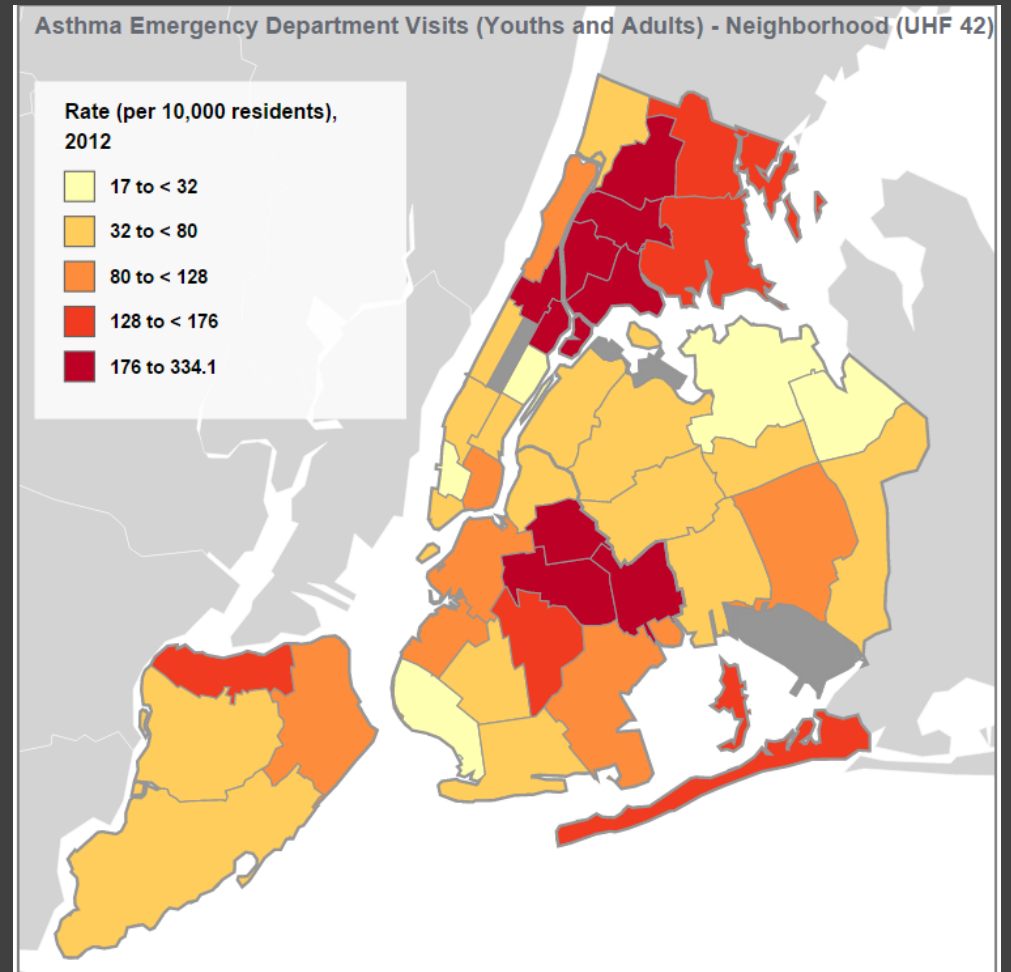 Asthma Emergency Department Visits (Youths and Adults) - Neighborhood (UHF 42)
Rate (per 10,000 residents),
2012
17 to < 32
32 to < 80
80 to < 128
128 to < 176
176 to 334.1